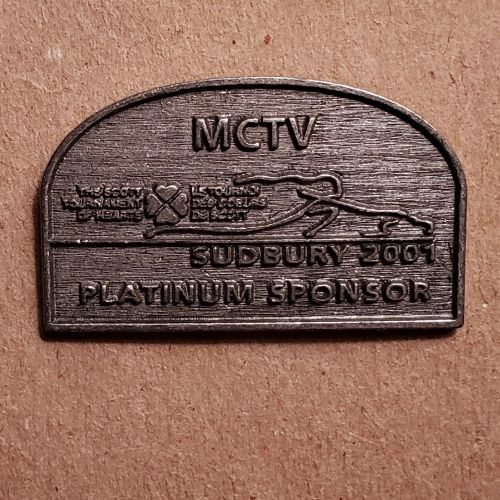 MCTV
THE SCOTT
TOURNAMENT
OF HEARTS
LE TOURNOI
DES COEURS
DE SCOTT
SUDBURY 2001
PLATINUM SPONSOR